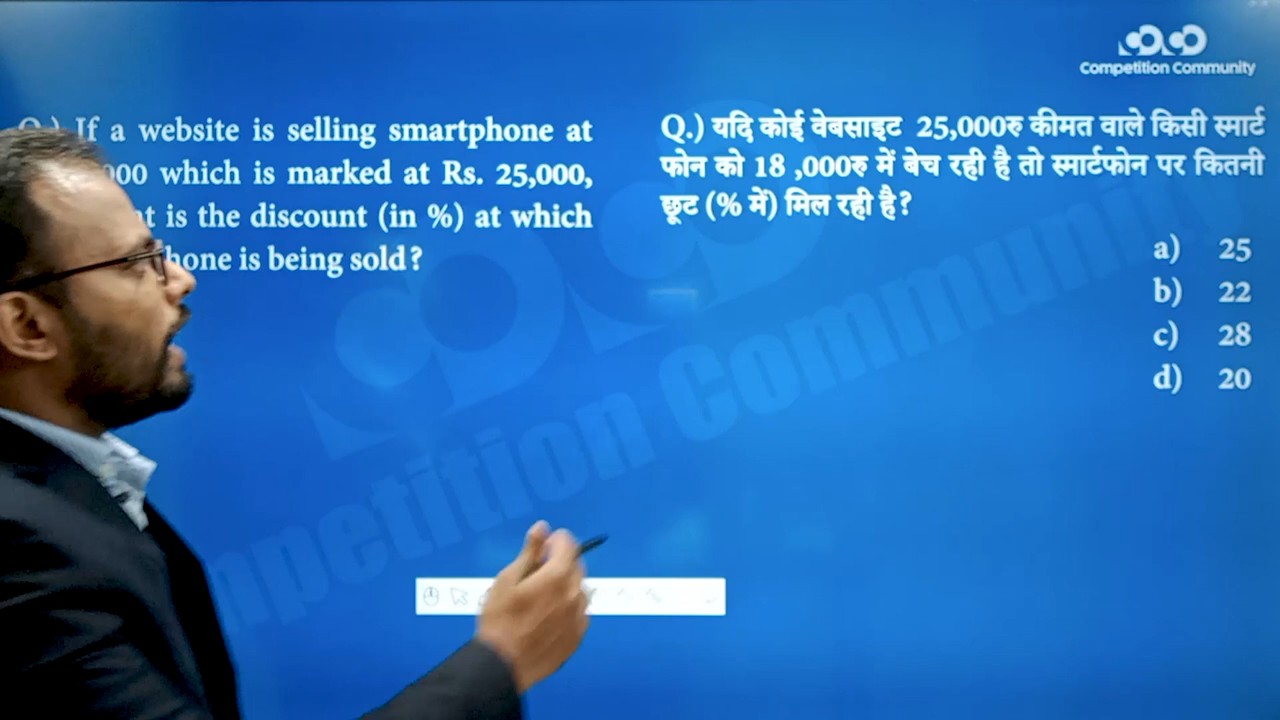 Competition Community
If a website is selling smartphone at
which is marked at Rs. 25,000,
is the discount (in %) at which
is being sold?
Q.) यदि कोई वेबसाइट 25,000रु कीमत वाले किसी स्मार्ट
फोन को 18 ,000रु में बेच रही है तो स्मार्टफोन पर कितनी
छूट (% में) मिल रही है?
a) 25
b) 22
c) 28
d) 20
Competition Community